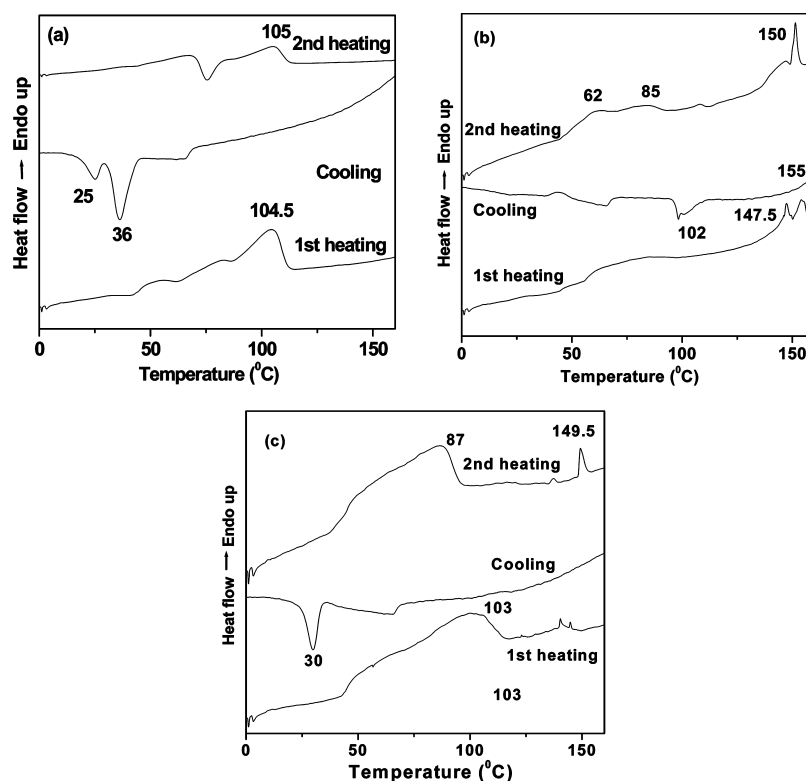 (a)
105
2nd heating
Cooling
25
36
104.5
1st heating
Heat flow → Endo up
0 50 100 150
Temperature (⁰C)
(b)
150
62
85
2nd heating
155
Cooling
102
147.5
1st heating
Heat flow → Endo up
0 50 100 150
Temperature (⁰C)
(c)
87
149.5
2nd heating
Cooling
103
30
1st heating
103
Heat flow → Endo up
0 50 100 150
Temperature (⁰C)